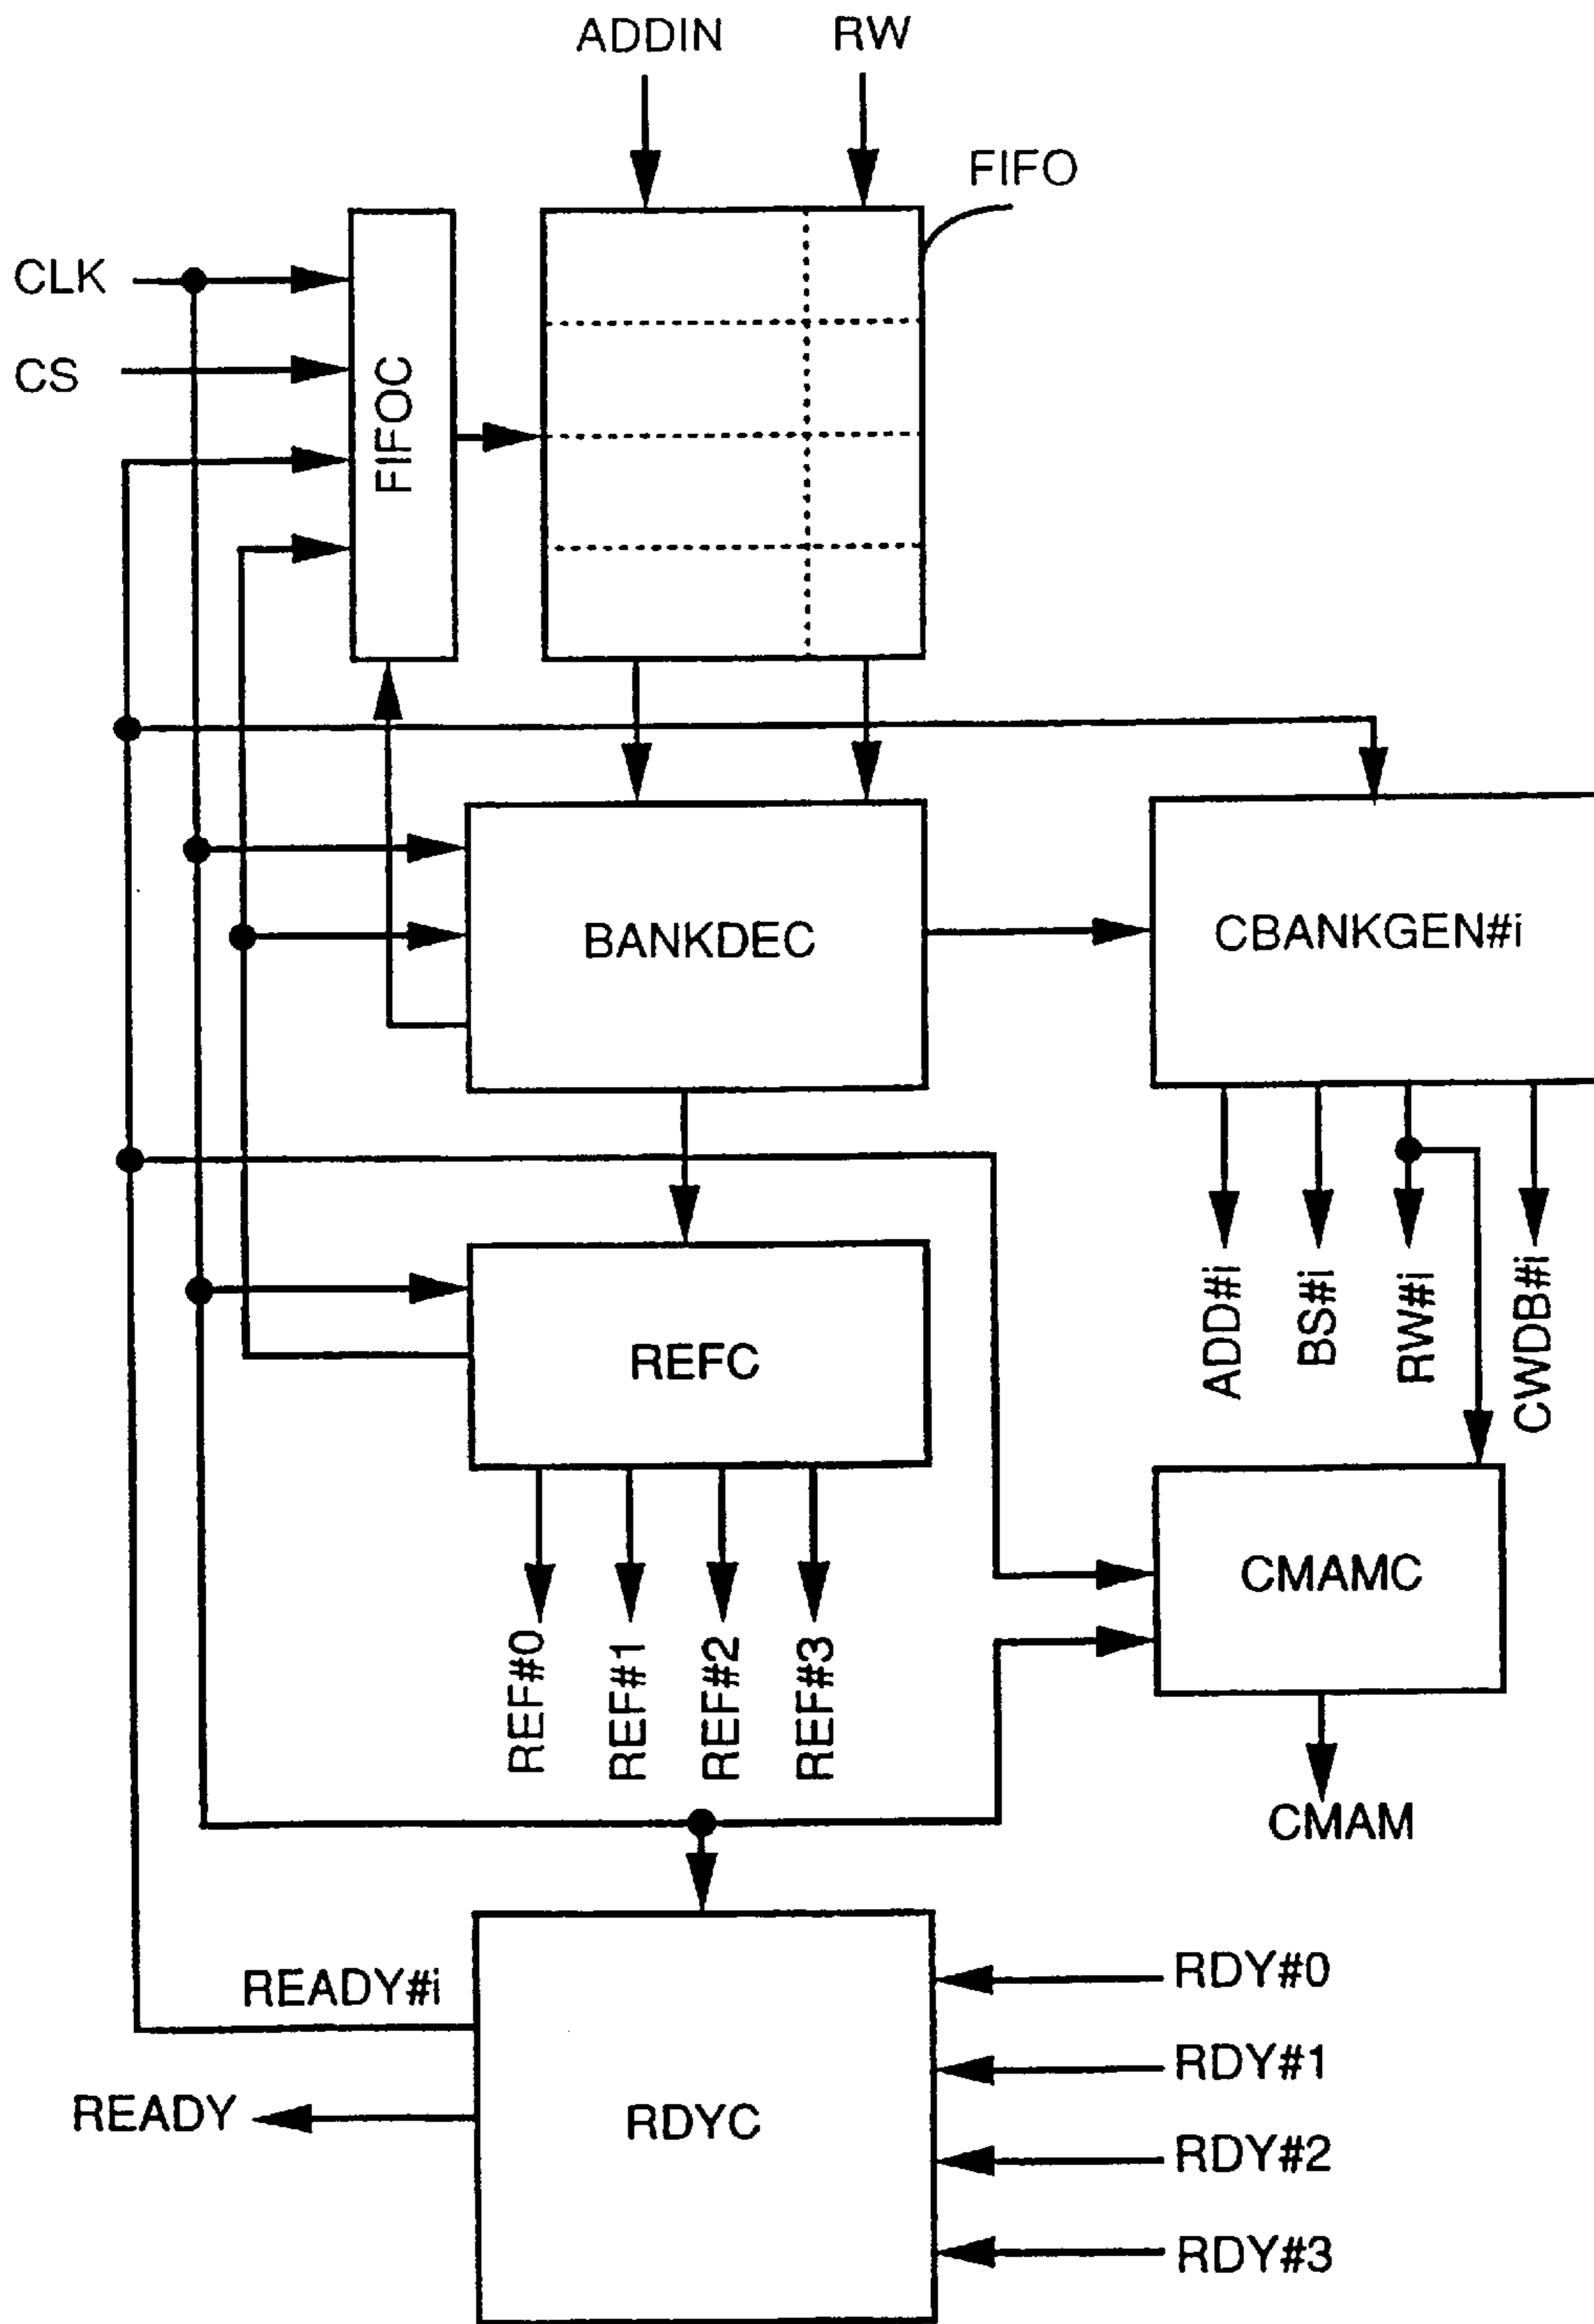 ADDIN
RW
FIFO
CLK
CS
FIFOC
BANKDEC
CBANKGEN#i
ADD#i
BS#i
RW#i
CWDB#i
REFC
REF#0
REF#1
REF#2
REF#3
CMAMC
CMAM
READY#i
READY
RDYC
RDY#0
RDY#1
RDY#2
RDY#3